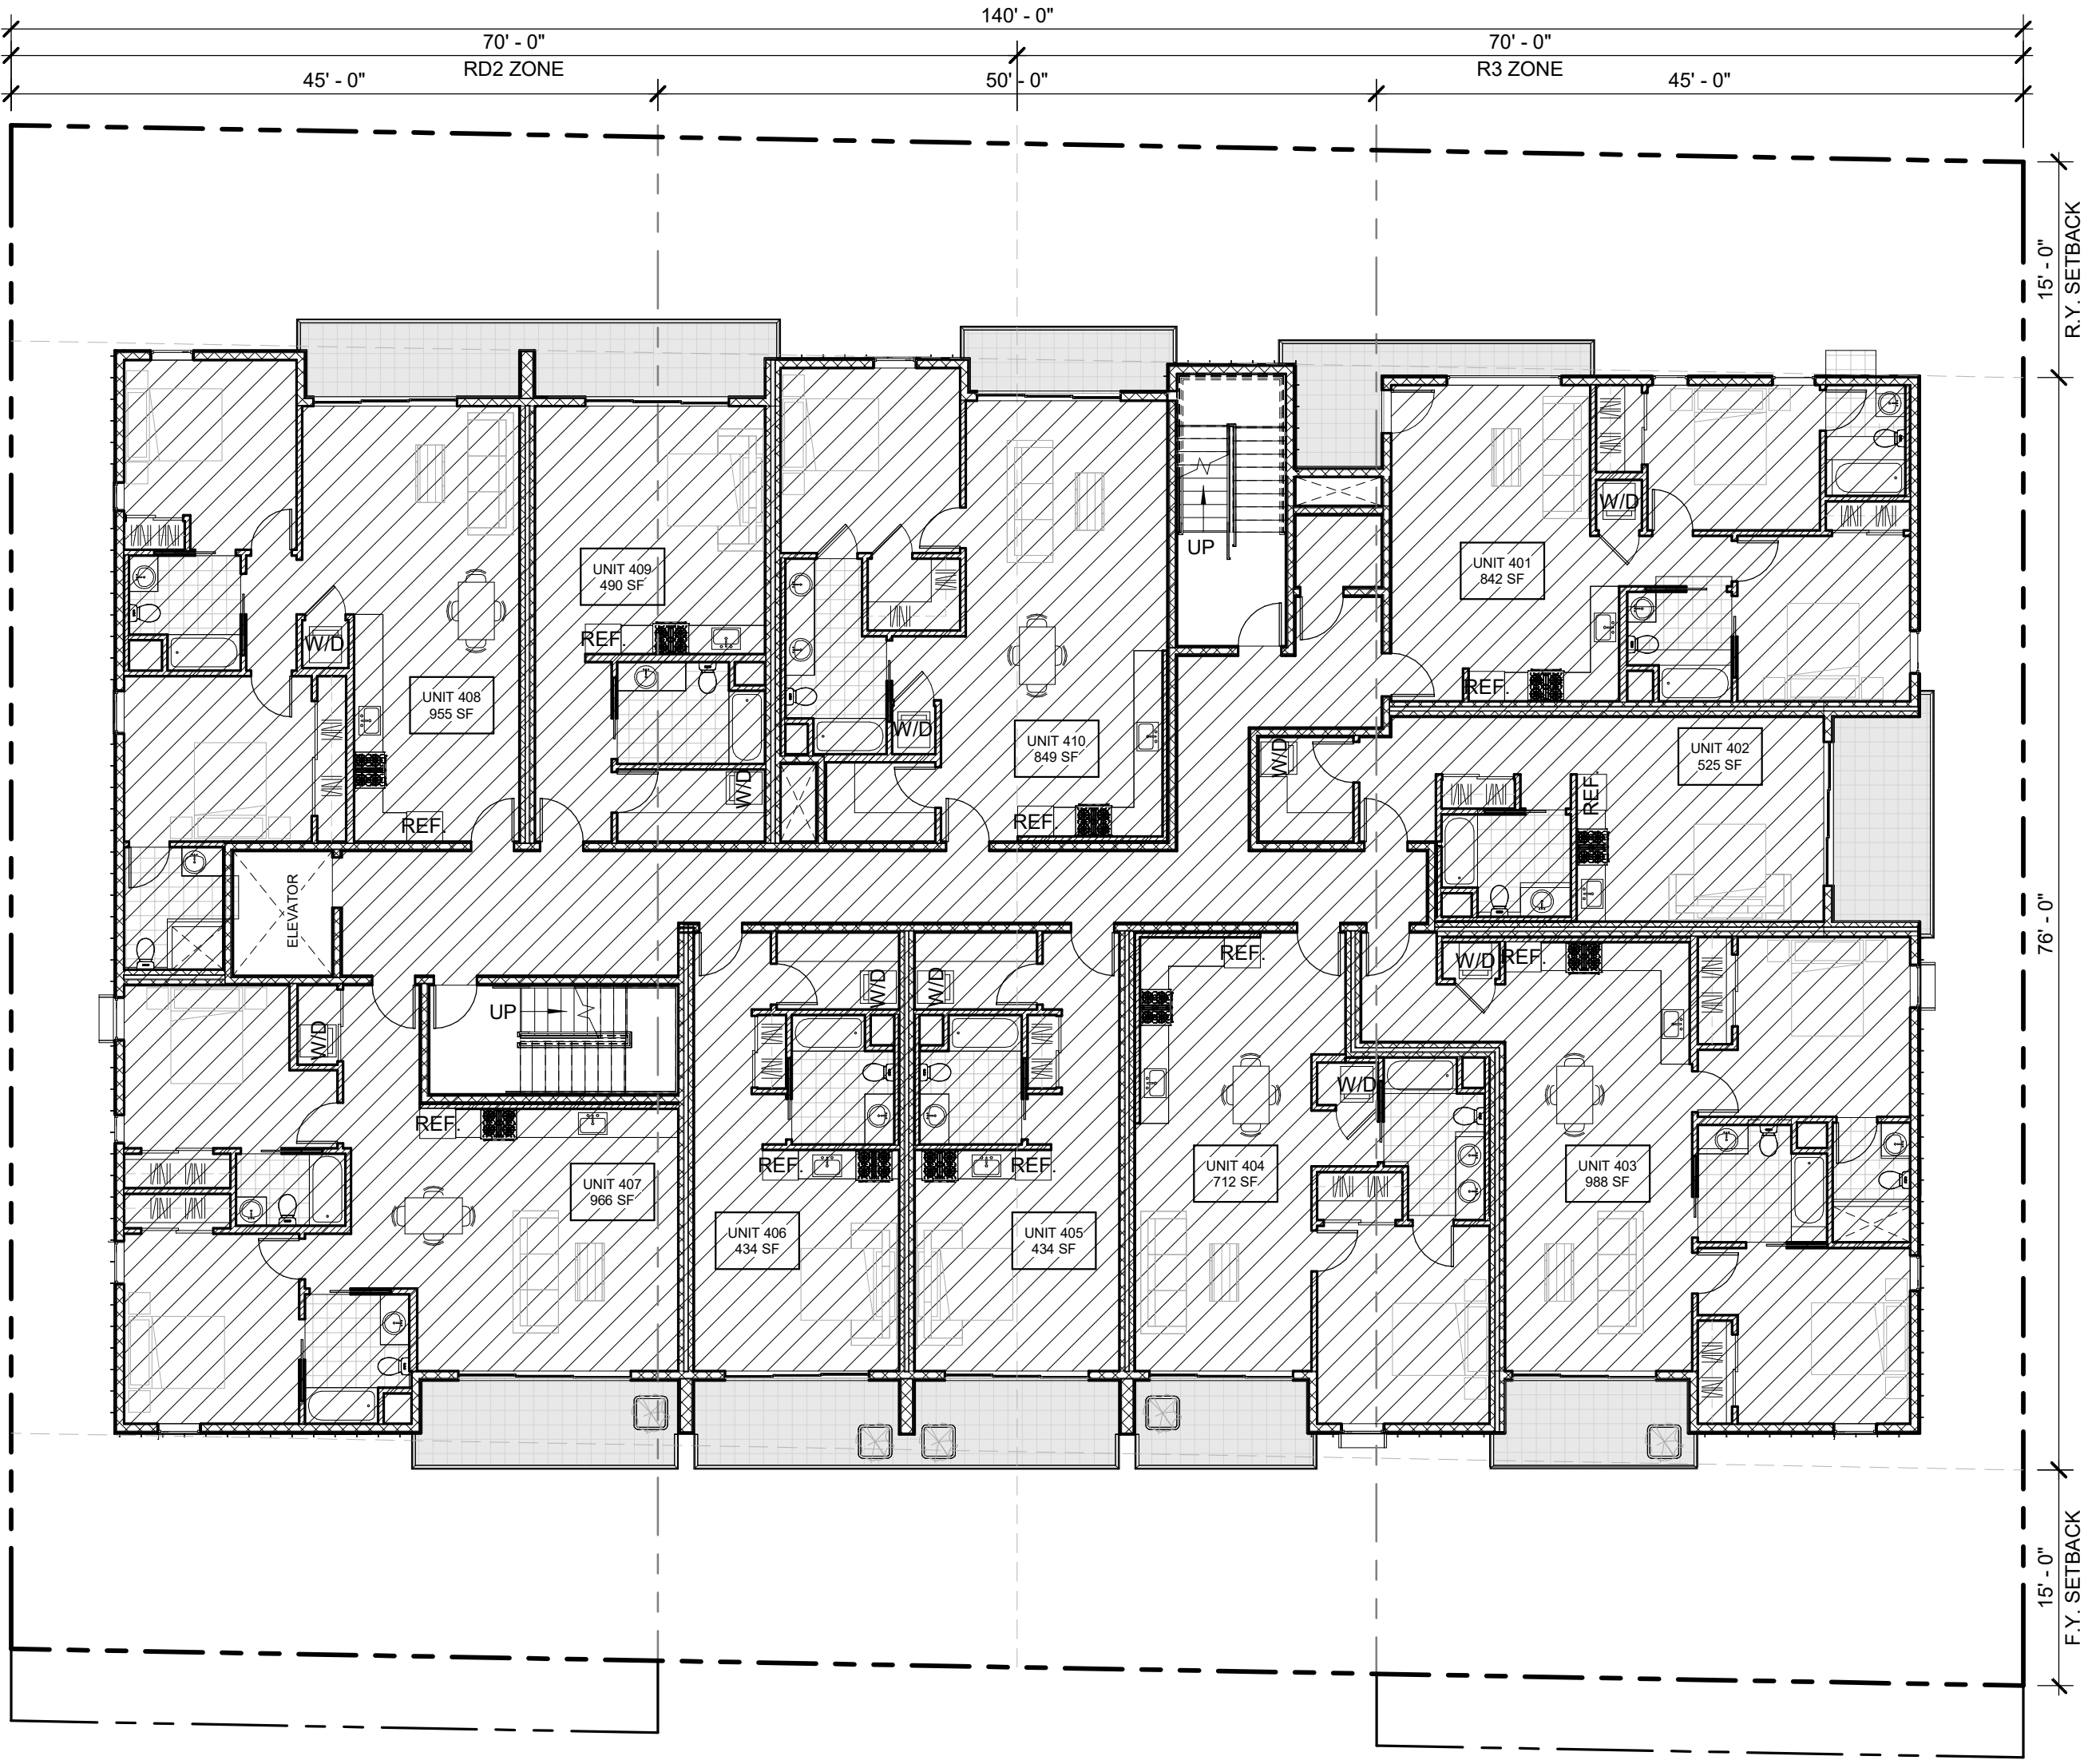 140' - 0"
70' - 0"
70' - 0"
RD2 ZONE
R3 ZONE
45' - 0"
50' - 0"
45' - 0"
15' - 0"
R.Y. SETBACK
UP
UNIT 409
490 SF
UNIT 401
842 SF
W/D
REF.
W/D
REF.
UNIT 408
955 SF
W/D
UNIT 410
849 SF
UNIT 402
525 SF
W/D
W/D
REF.
REF.
REF.
ELEVATOR
76' - 0"
REF.
W/D
REF.
W/D
W/D
UP
W/D
W/D
REF.
REF.
REF.
UNIT 407
966 SF
UNIT 404
712 SF
UNIT 403
988 SF
UNIT 406
434 SF
UNIT 405
434 SF
15' - 0"
F.Y. SETBACK